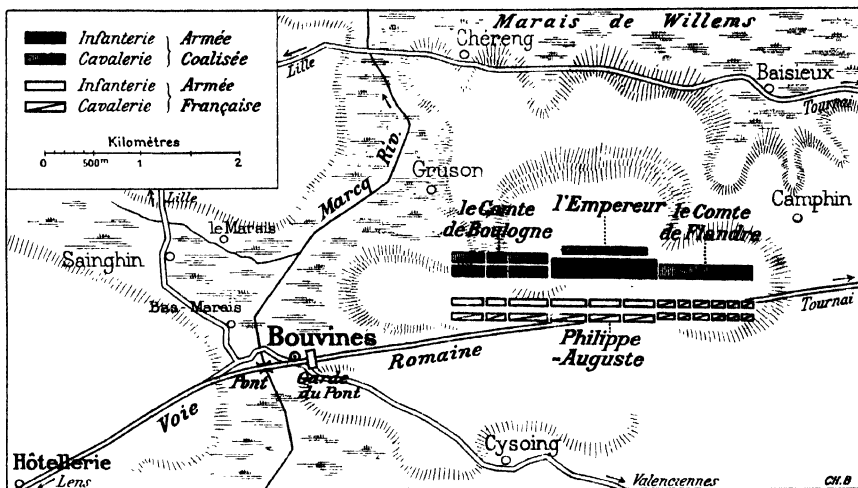 Infanterie } Armée
Cavalerie } Coalisée
Infanterie } Armée
Cavalerie } Française
Kilomètres
0 500m 1 2
Marais de Willems
Chéreng
Lille
Baisieux
Tournai
Marcq Riv.
Gruson
Camphin
le Comte
de Boulogne
l'Empereur
le Comte
de Flandre
Lille
le Marais
Sainghin
Bsa-Marais
Tournai
Bouvines
Philippe
-Auguste
Voie Romaine
Pont
Garde
du Pont
Cysoing
Hôtellerie
Lens
Valenciennes
CH.B